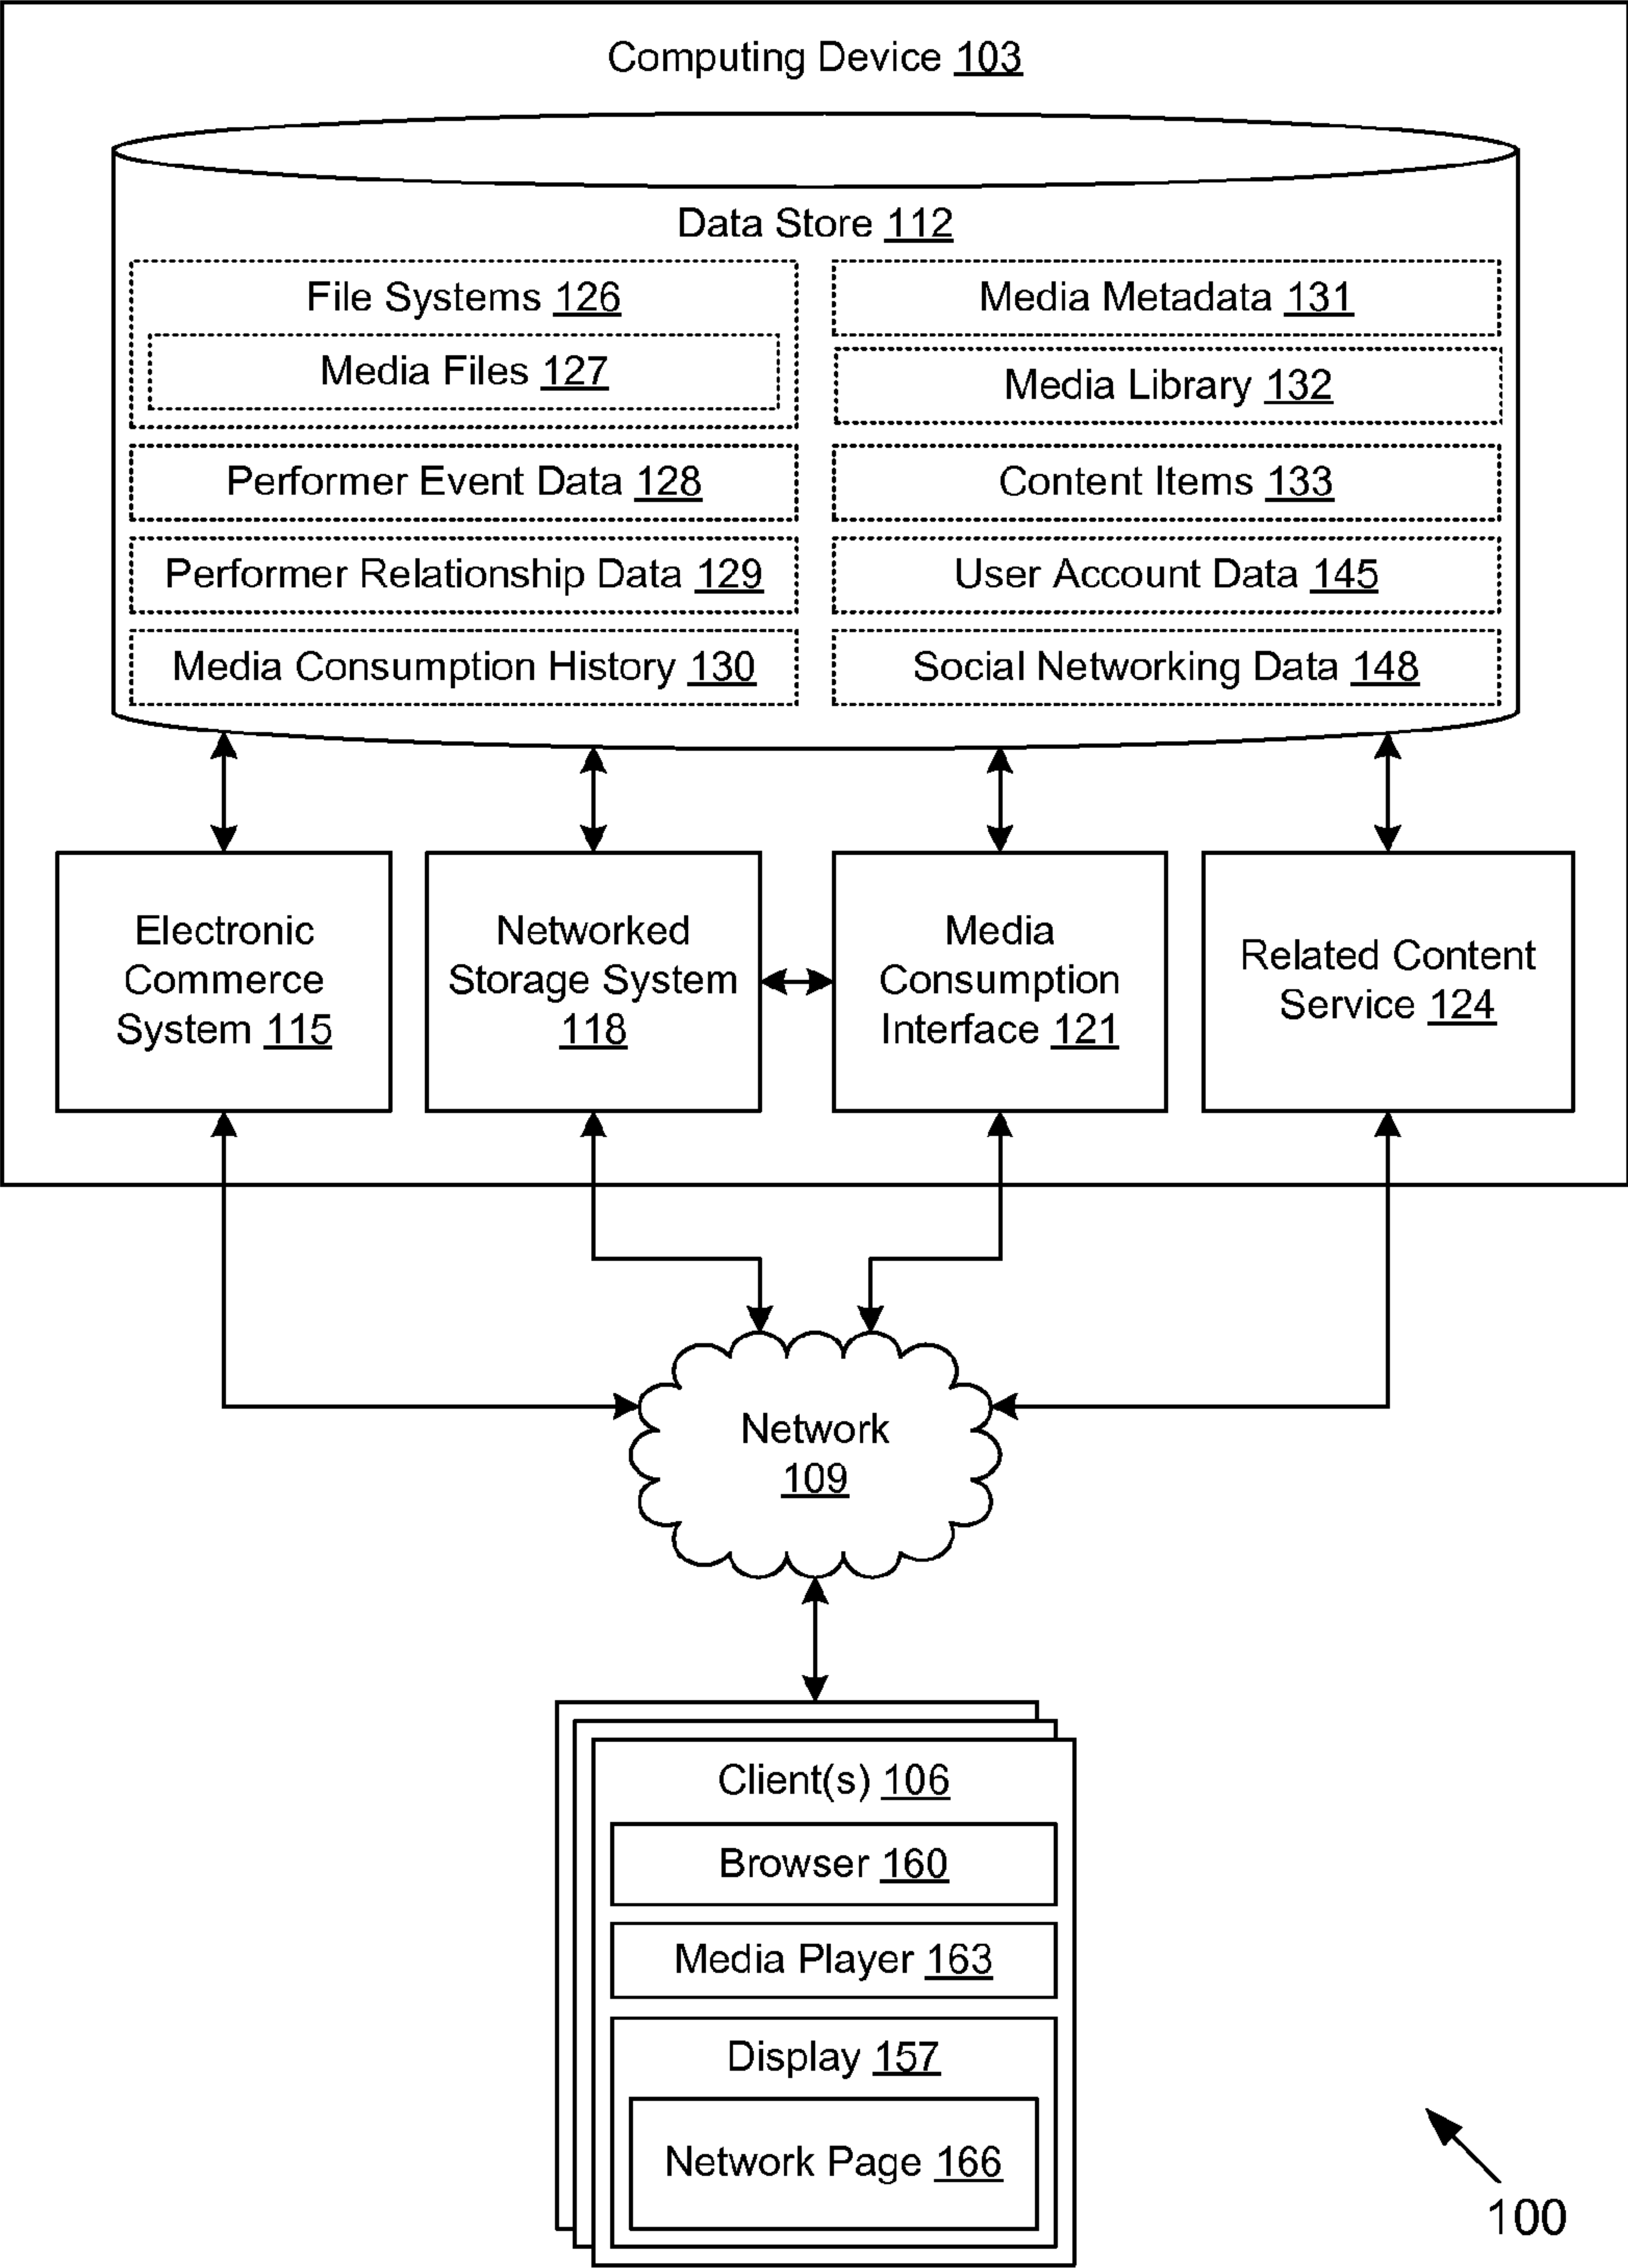 Computing Device 103
Data Store 112
File Systems 126
Media Files 127
Performer Event Data 128
Performer Relationship Data 129
Media Consumption History 130
Media Metadata 131
Media Library 132
Content Items 133
User Account Data 145
Social Networking Data 148
Electronic
Commerce
System 115
Networked
Storage System
118
Media
Consumption
Interface 121
Related Content
Service 124
Network
109
Client(s) 106
Browser 160
Media Player 163
Display 157
Network Page 166
100